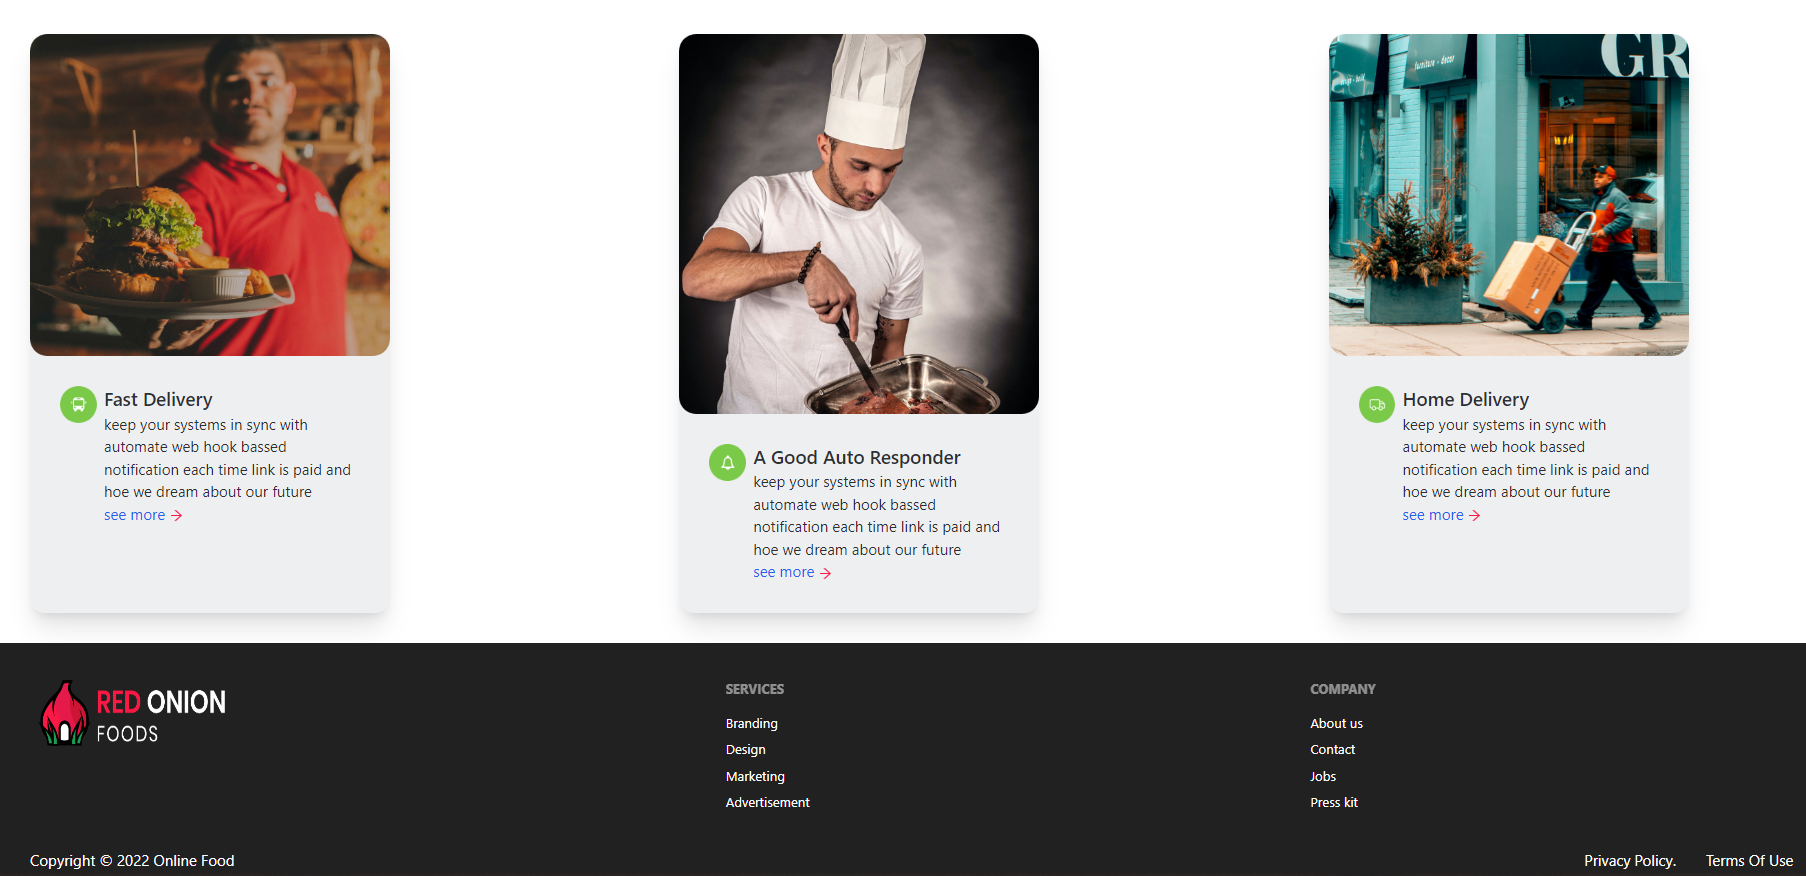 furniture - decor
GR
Fast Delivery
keep your systems in sync with
automate web hook bassed
notification each time link is paid and
hoe we dream about our future
see more →
A Good Auto Responder
keep your systems in sync with
automate web hook bassed
notification each time link is paid and
hoe we dream about our future
see more →
Home Delivery
keep your systems in sync with
automate web hook bassed
notification each time link is paid and
hoe we dream about our future
see more →
RED ONION
FOODS
SERVICES
Branding
Design
Marketing
Advertisement
COMPANY
About us
Contact
Jobs
Press kit
Copyright © 2022 Online Food
Privacy Policy.
Terms Of Use